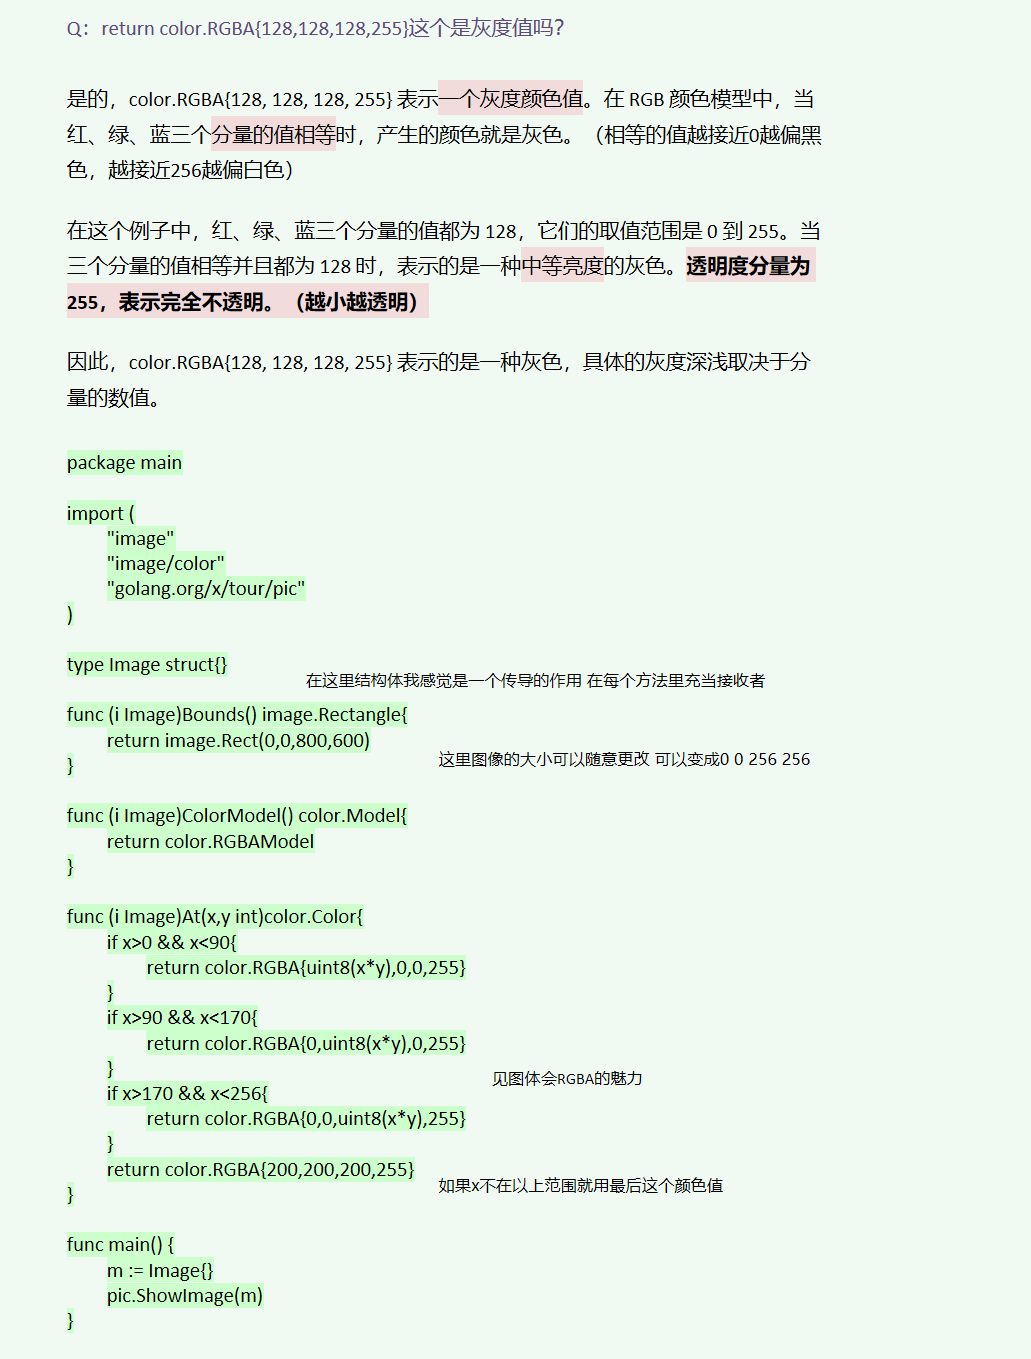 Q：return color.RGBA{128,128,128,255}这个是灰度值吗？
是的，color.RGBA{128, 128, 128, 255} 表示一个灰度颜色值。在 RGB 颜色模型中，当
红、绿、蓝三个分量的值相等时，产生的颜色就是灰色。（相等的值越接近0越偏黑
色，越接近256越偏白色）
在这个例子中，红、绿、蓝三个分量的值都为 128，它们的取值范围是 0 到 255。当
三个分量的值相等并且都为 128 时，表示的是一种中等亮度的灰色。透明度分量为
255，表示完全不透明。（越小越透明）
因此，color.RGBA{128, 128, 128, 255} 表示的是一种灰色，具体的灰度深浅取决于分
量的数值。
package main
import (
"image"
"image/color"
"golang.org/x/tour/pic"
)
type Image struct{}
在这里结构体我感觉是一个传导的作用 在每个方法里充当接收者
func (i Image)Bounds() image.Rectangle{
return image.Rect(0,0,800,600)
这里图像的大小可以随意更改 可以变成0 0 256 256
}
func (i Image)ColorModel() color.Model{
return color.RGBAModel
}
func (i Image)At(x,y int)color.Color{
if x>0 && x<90{
return color.RGBA{uint8(x*y),0,0,255}
}
if x>90 && x<170{
return color.RGBA{0,uint8(x*y),0,255}
}
见图体会RGBA的魅力
if x>170 && x<256{
return color.RGBA{0,0,uint8(x*y),255}
}
return color.RGBA{200,200,200,255}
如果x不在以上范围就用最后这个颜色值
}
func main() {
m := Image{}
pic.ShowImage(m)
}